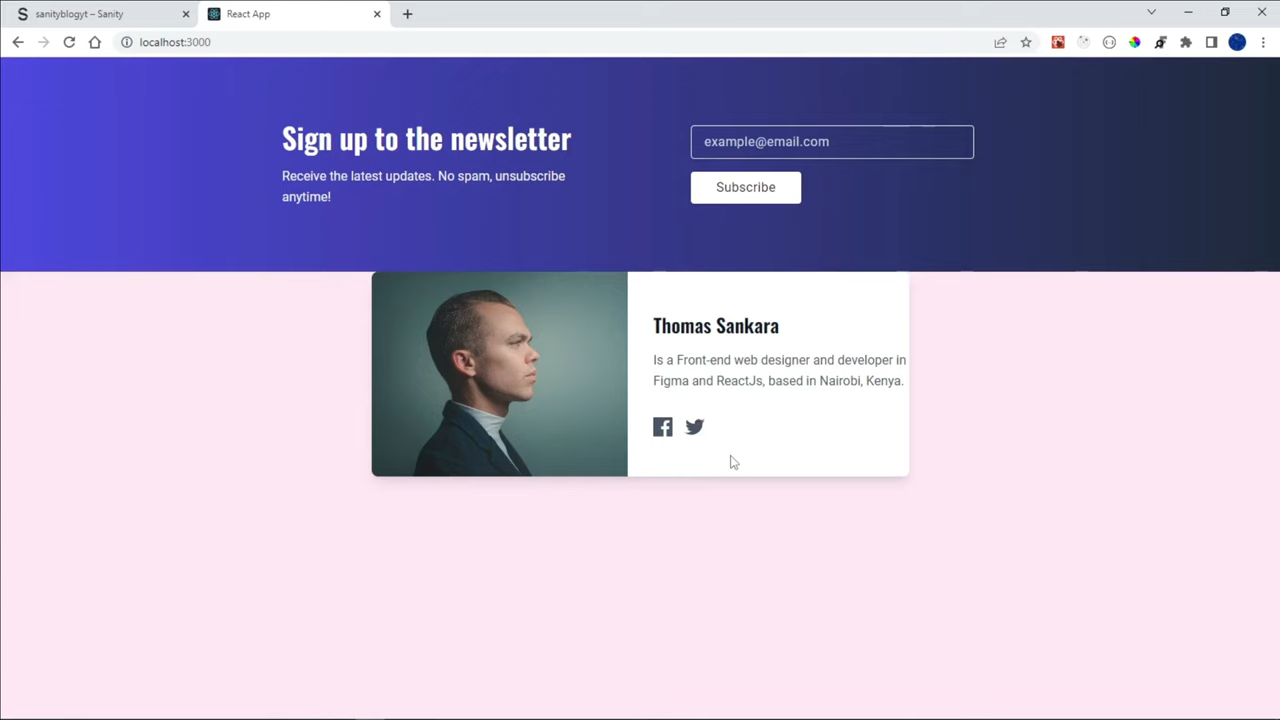 sanityblogyt – Sanity
React App
localhost:3000
Sign up to the newsletter
Receive the latest updates. No spam, unsubscribe
anytime!
example@email.com
Subscribe
Thomas Sankara
Is a Front-end web designer and developer in
Figma and ReactJs, based in Nairobi, Kenya.